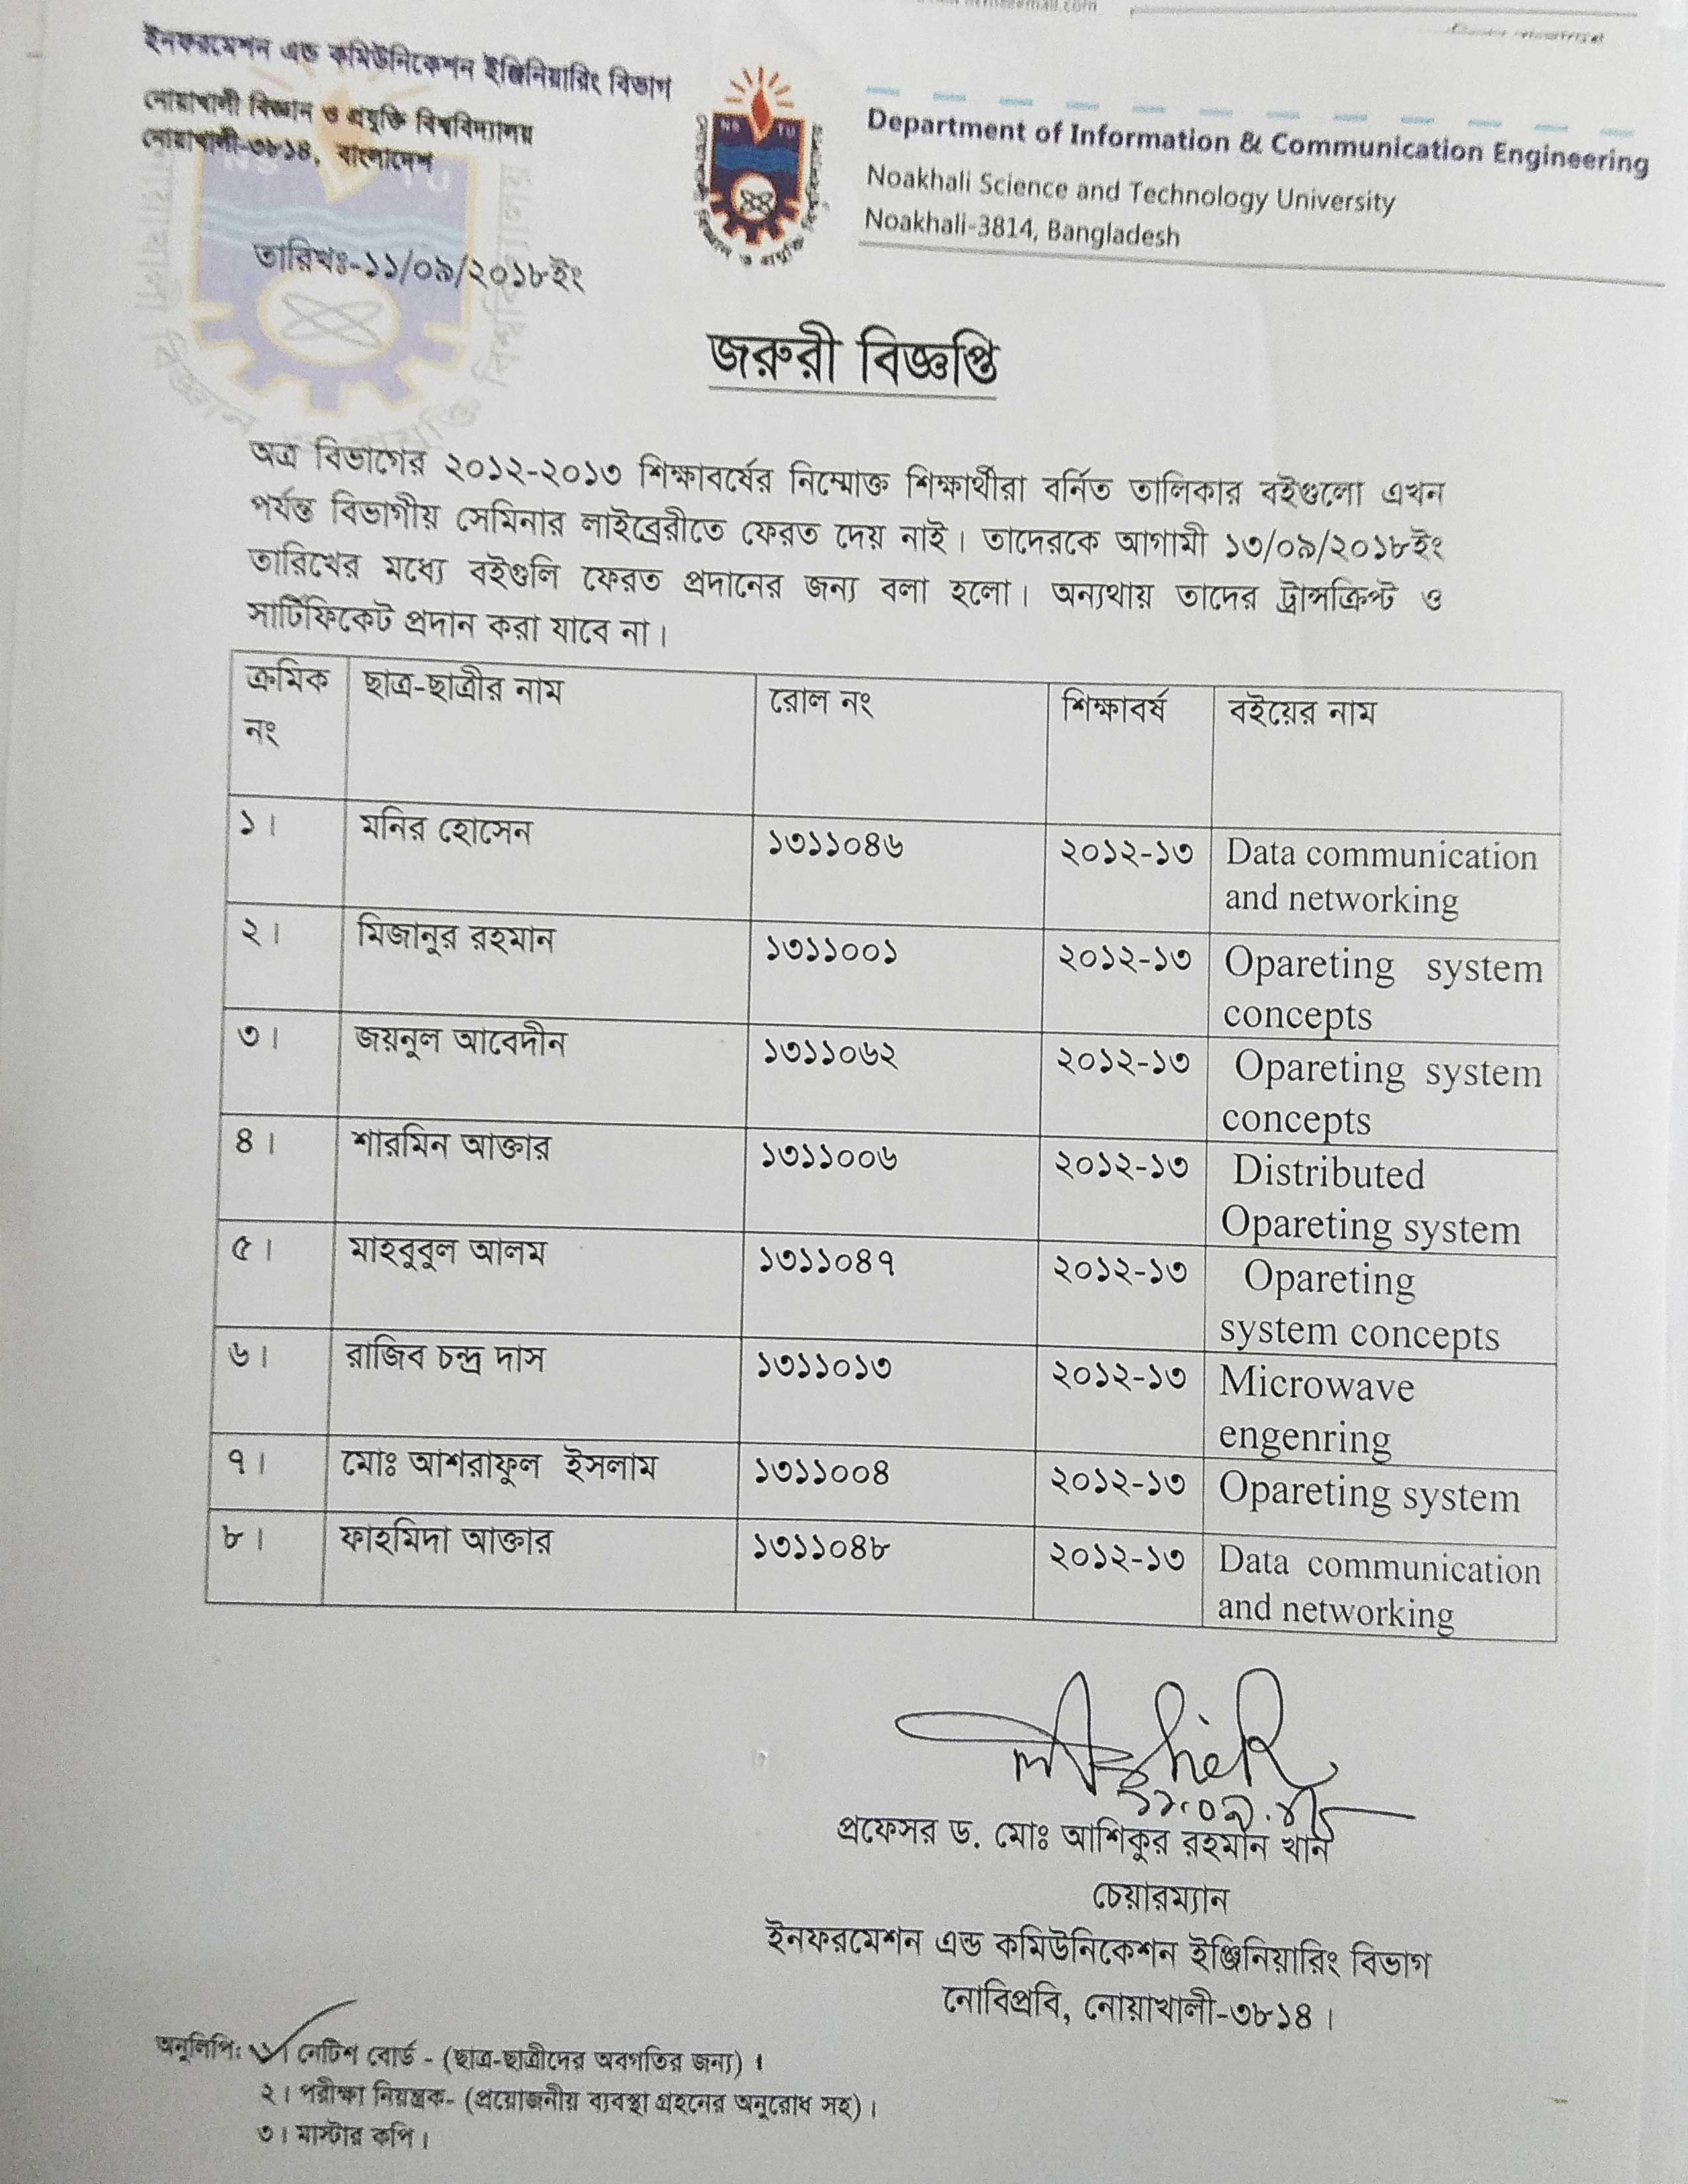 ইনফরমেশন এন্ড কমিউনিকেশন ইঞ্জিনিয়ারিং বিভাগ
নোয়াখালী বিজ্ঞান ও প্রযুক্তি বিশ্ববিদ্যালয়
নোয়াখালী-৩৮১৪, বাংলাদেশ
NS TU
Department of Information & Communication Engineering
Noakhali Science and Technology University
Noakhali-3814, Bangladesh
তারিখঃ-১১/০৯/২০১৮ইং
জরুরী বিজ্ঞপ্তি
অত্র বিভাগের ২০১২-২০১৩ শিক্ষাবর্ষের নিম্মোক্ত শিক্ষার্থীরা বর্নিত তালিকার বইগুলো এখন
পর্যন্ত বিভাগীয় সেমিনার লাইব্রেরীতে ফেরত দেয় নাই। তাদেরকে আগামী ১৩/০৯/২০১৮ইং
তারিখের মধ্যে বইগুলি ফেরত প্রদানের জন্য বলা হলো। অন্যথায় তাদের ট্রান্সক্রিপ্ট ও
সার্টিফিকেট প্রদান করা যাবে না।
ক্রমিক নং ছাত্র-ছাত্রীর নাম রোল নং শিক্ষাবর্ষ বইয়ের নাম
১। মনির হোসেন ১৩১১০৪৬ ২০১২-১৩ Data communication
and networking
২। মিজানুর রহমান ১৩১১০০১ ২০১২-১৩ Opareting system
concepts
৩। জয়নুল আবেদীন ১৩১১০৬২ ২০১২-১৩ Opareting system
concepts
৪। শারমিন আক্তার ১৩১১০০৬ ২০১২-১৩ Distributed
Opareting system
৫। মাহবুবুল আলম ১৩১১০৪৭ ২০১২-১৩ Opareting
system concepts
৬। রাজিব চন্দ্র দাস ১৩১১০১৩ ২০১২-১৩ Microwave
engenring
৭। মোঃ আশরাফুল ইসলাম ১৩১১০০৪ ২০১২-১৩ Opareting system
৮। ফাহমিদা আক্তার ১৩১১০৪৮ ২০১২-১৩ Data communication
and networking
প্রফেসর ড. মোঃ আশিকুর রহমান খান
চেয়ারম্যান
ইনফরমেশন এন্ড কমিউনিকেশন ইঞ্জিনিয়ারিং বিভাগ
নোবিপ্রবি, নোয়াখালী-৩৮১৪।
অনুলিপি: ১। নেটিশ বোর্ড - (ছাত্র-ছাত্রীদের অবগতির জন্য)।
২। পরীক্ষা নিয়ন্ত্রক- (প্রয়োজনীয় ব্যবস্থা গ্রহনের অনুরোধ সহ)।
৩। মাস্টার কপি।